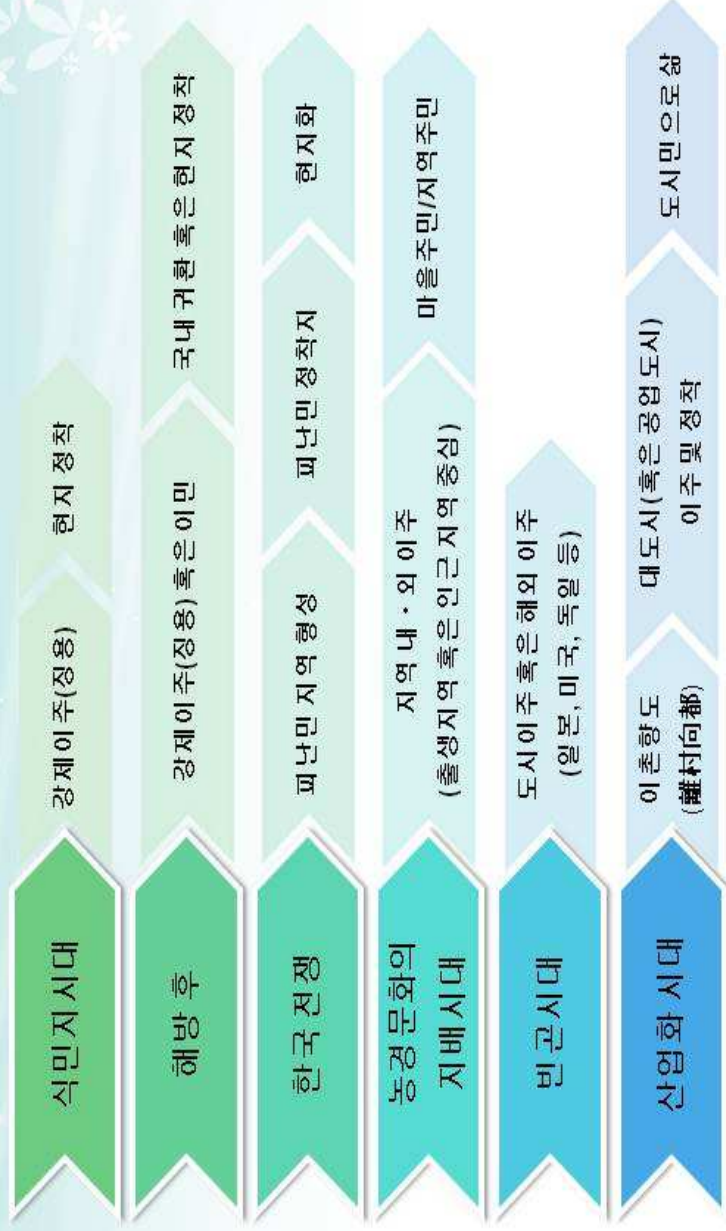 식민지 시대
강제이주(징용)
현지 정착
해방 후
강제이주(징용) 혹은 이민
국내 귀환 혹은 현지 정착
한국 전쟁
피난민 지역 형성
피난민 정착지
현지화
농경문화의
지배시대
지역 내・외 이주
(출생지역 혹은 인근 지역 중심)
마을주민/지역주민
빈곤시대
도시이주 혹은 해외 이주
(일본, 미국, 독일 등)
산업화 시대
이촌향도
(離村向都)
대도시(혹은 공업 도시)
이주 및 정착
도시민으로 삶